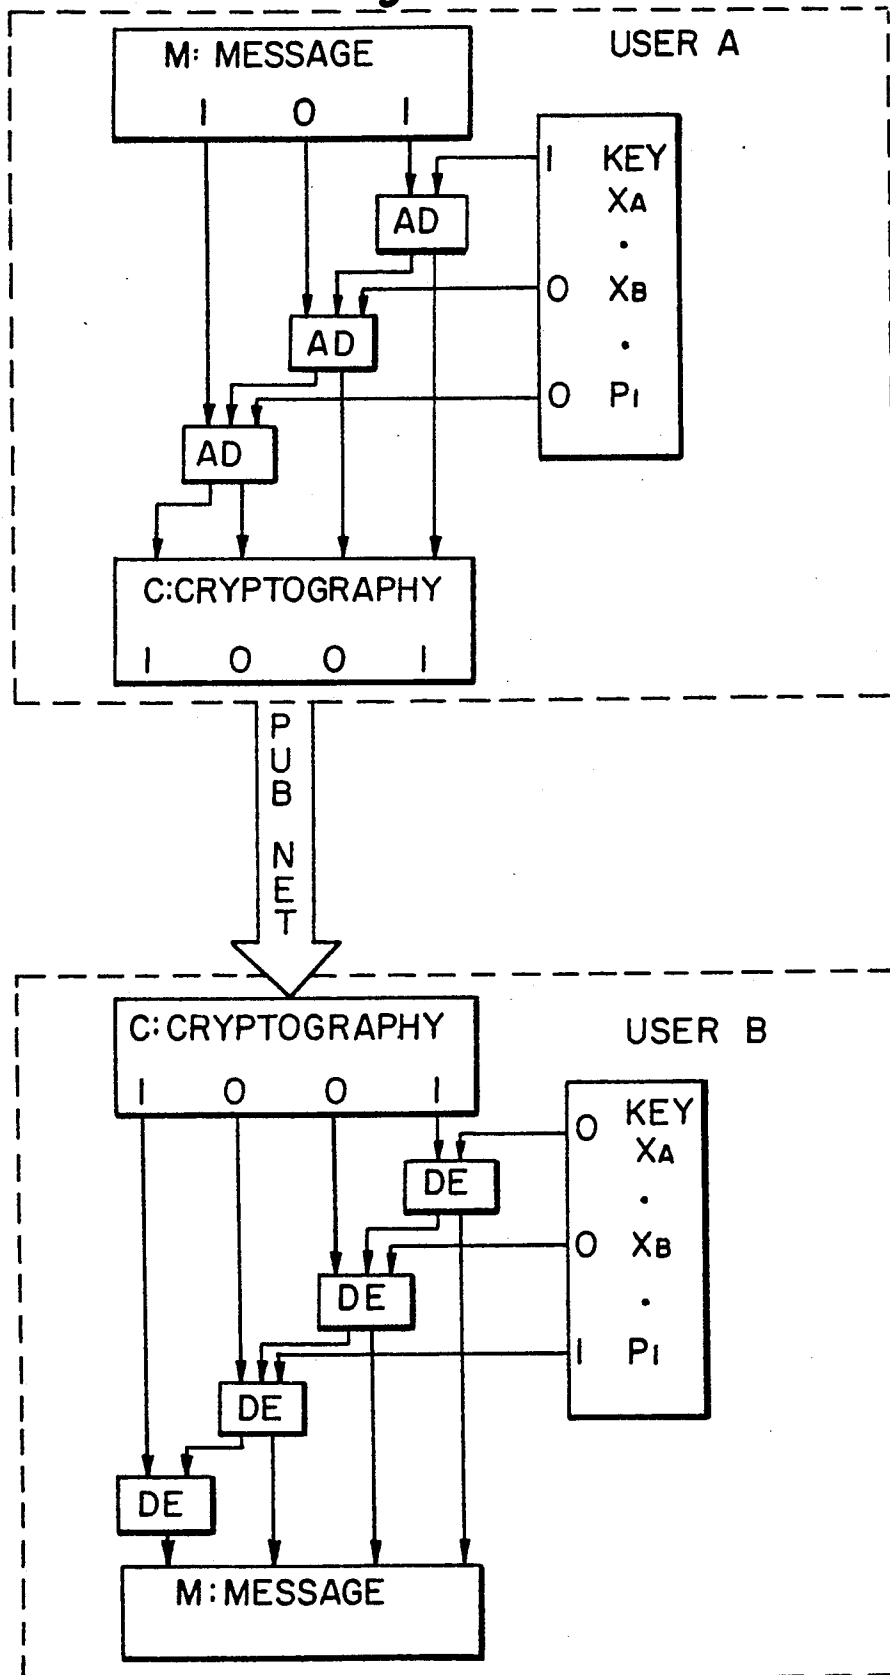 M: MESSAGE
1 0 1
USER A
1 KEY
XA
.
0 XB
.
0 P1
AD
AD
AD
C:CRYPTOGRAPHY
1 0 0 1
PUB NET
C:CRYPTOGRAPHY
1 0 0 1
USER B
0 KEY
XA
.
0 XB
.
1 P1
DE
DE
DE
DE
M:MESSAGE